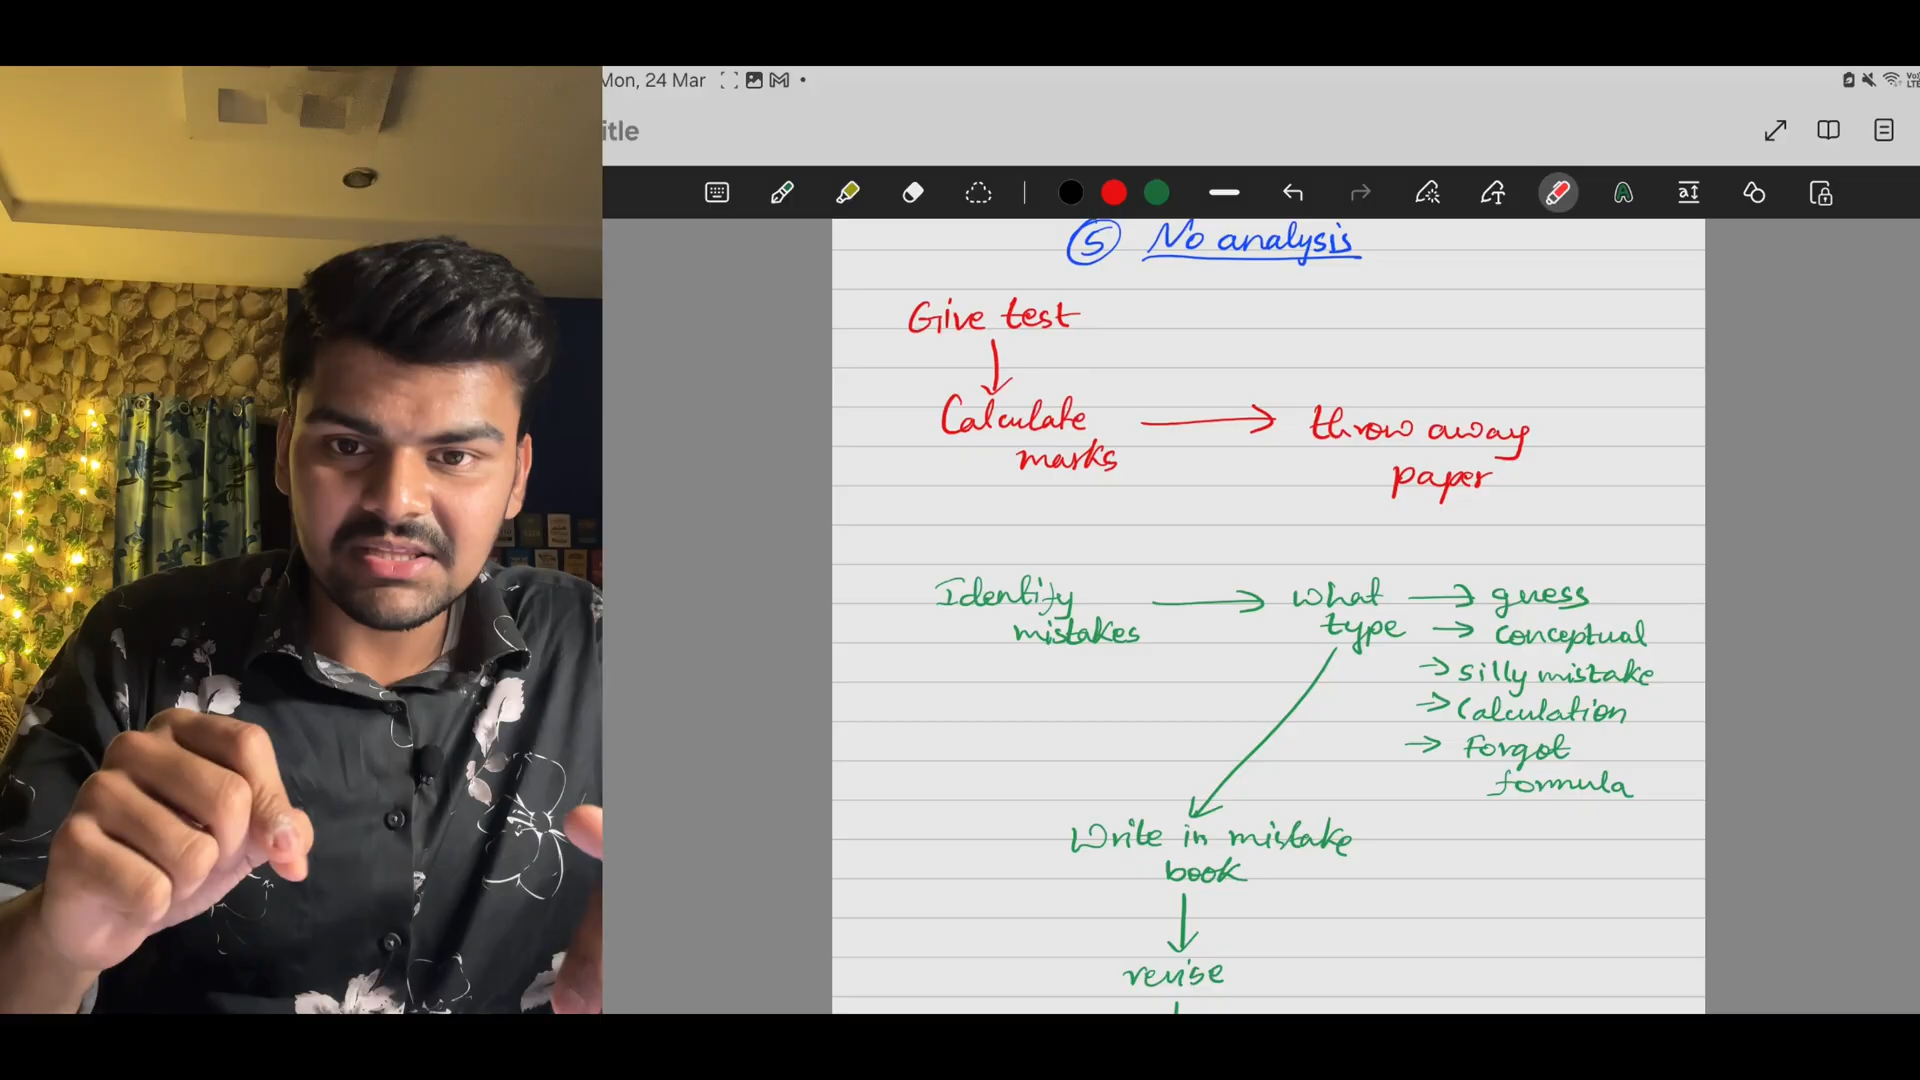 Mon, 24 Mar
itle
5 No analysis
Give test
Calculate
marks
throw away
paper
Identify
mistakes
what
type
guess
conceptual
silly mistake
Calculation
Forgot
formula
Write in mistake
book
revise